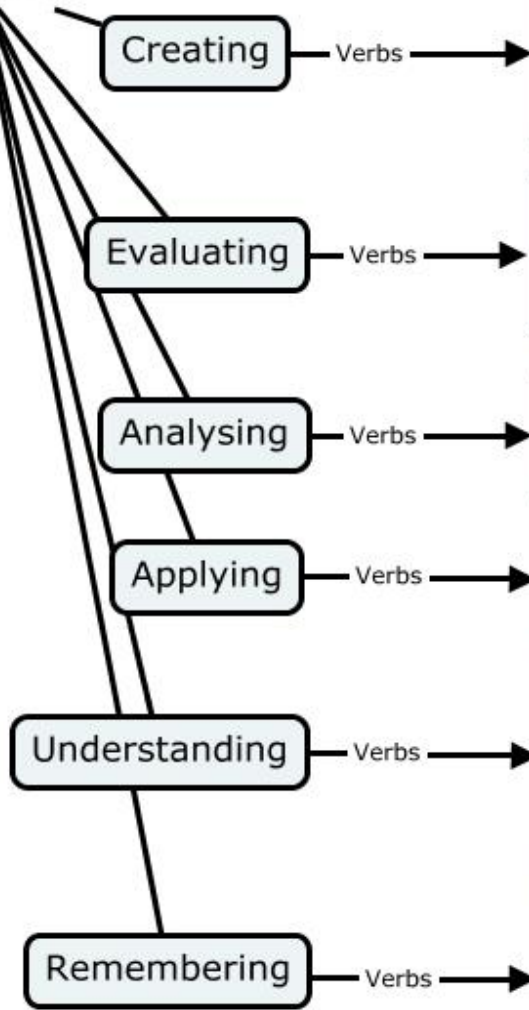 Creating Verbs
Evaluating Verbs
Analysing Verbs
Applying Verbs
Understanding Verbs
Remembering Verbs